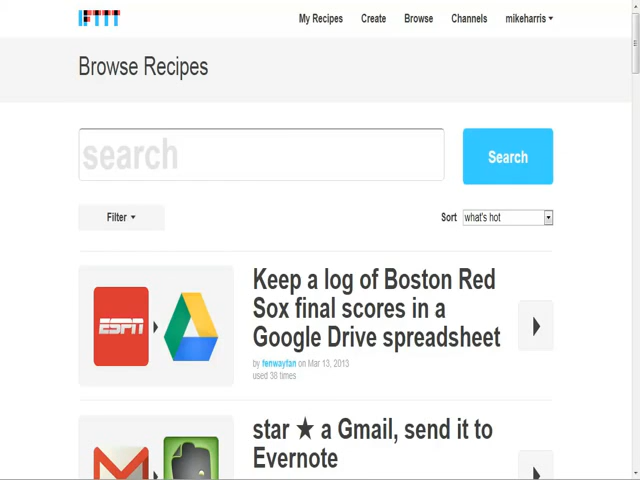 IFTTT
My Recipes Create Browse Channels mikeharris
Browse Recipes
search
Search
Filter
Sort what's hot
ESPN
Keep a log of Boston Red
Sox final scores in a
Google Drive spreadsheet
by fenwayfan on Mar 13, 2013
used 38 times
star ★ a Gmail, send it to
Evernote